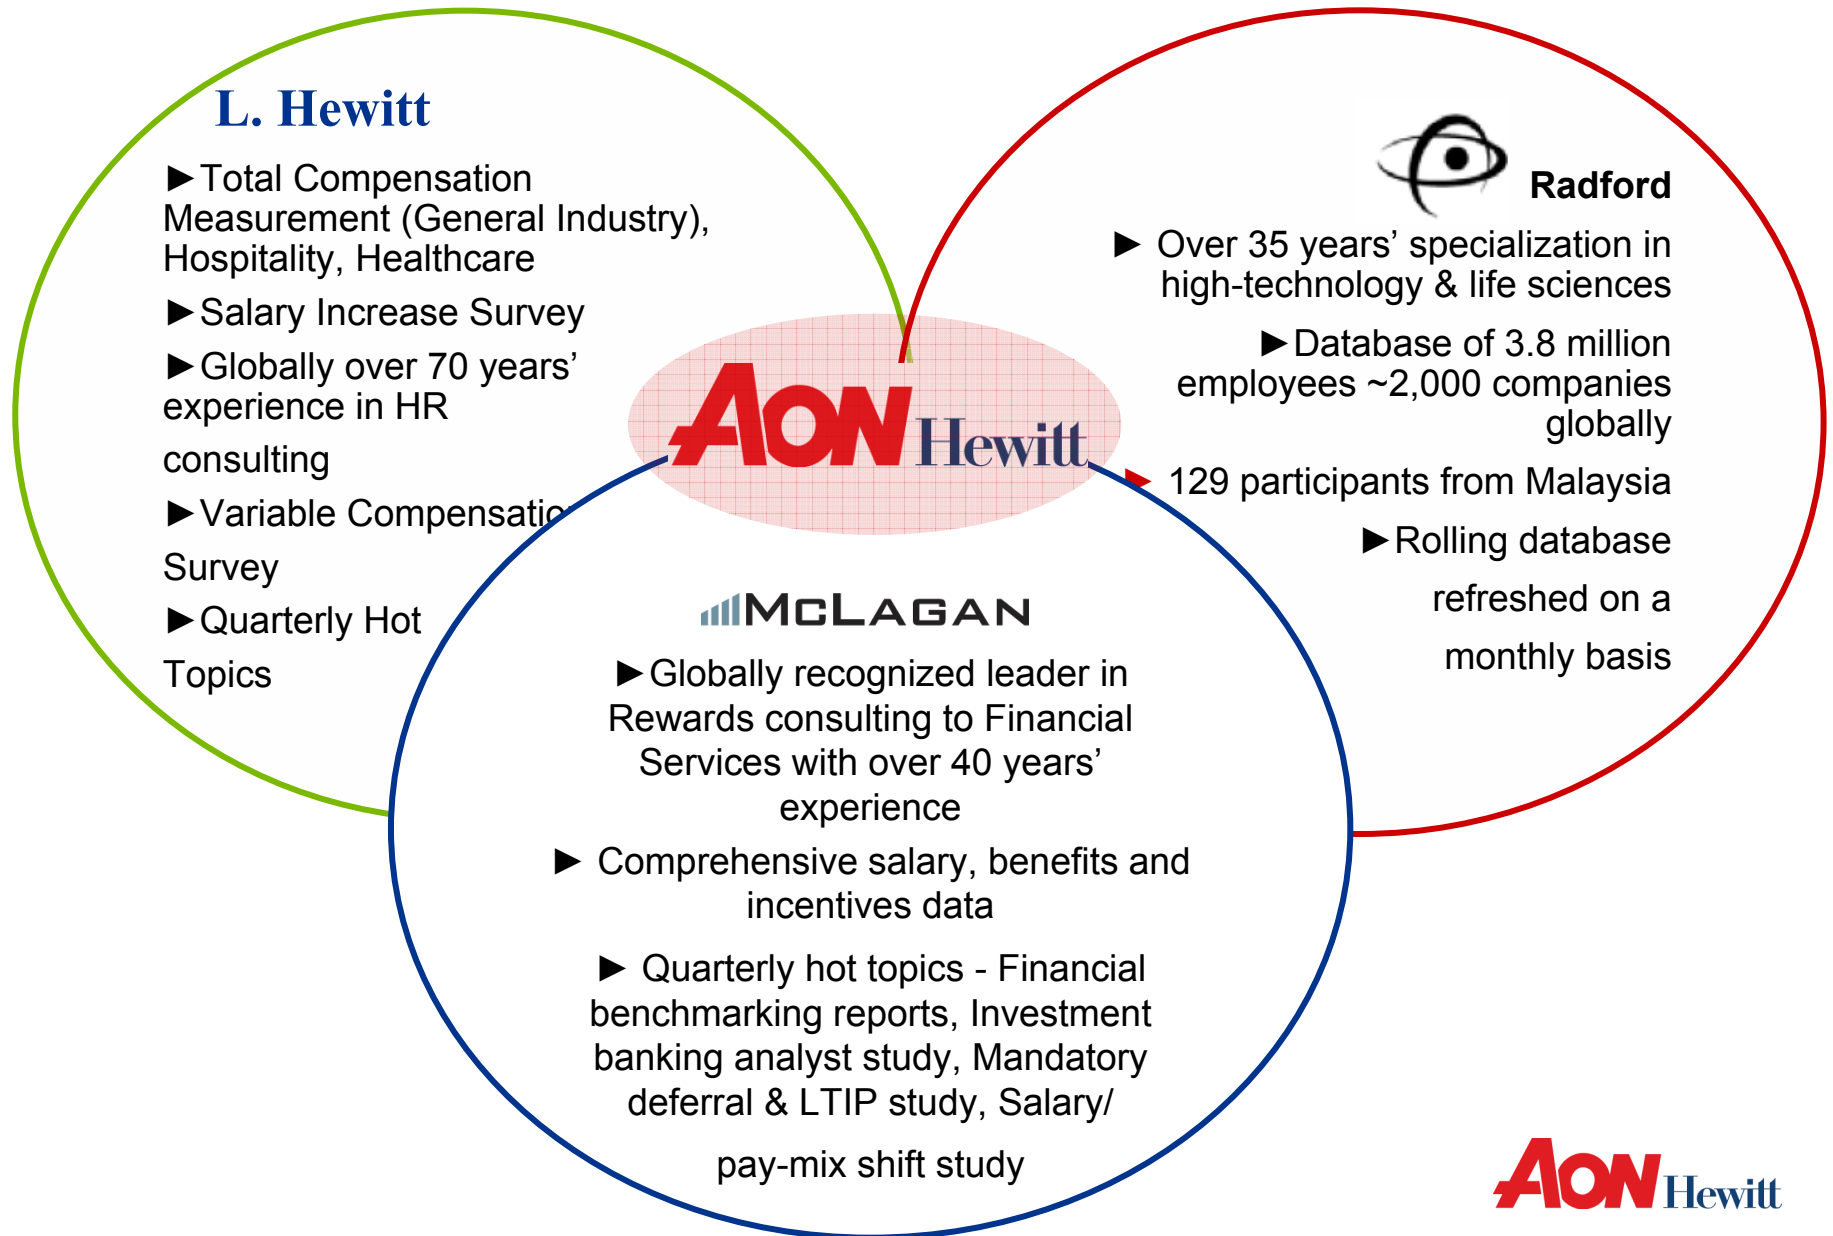 L. Hewitt
►Total Compensation
Measurement (General Industry),
Hospitality, Healthcare
►Salary Increase Survey
►Globally over 70 years’
experience in HR
consulting
►Variable Compensation
Survey
►Quarterly Hot
Topics
AON Hewitt
Radford
► Over 35 years’ specialization in
high-technology & life sciences
►Database of 3.8 million
employees ~2,000 companies
globally
► 129 participants from Malaysia
►Rolling database
refreshed on a
monthly basis
McLAGAN
►Globally recognized leader in
Rewards consulting to Financial
Services with over 40 years’
experience
► Comprehensive salary, benefits and
incentives data
► Quarterly hot topics - Financial
benchmarking reports, Investment
banking analyst study, Mandatory
deferral & LTIP study, Salary/
pay-mix shift study
AON Hewitt